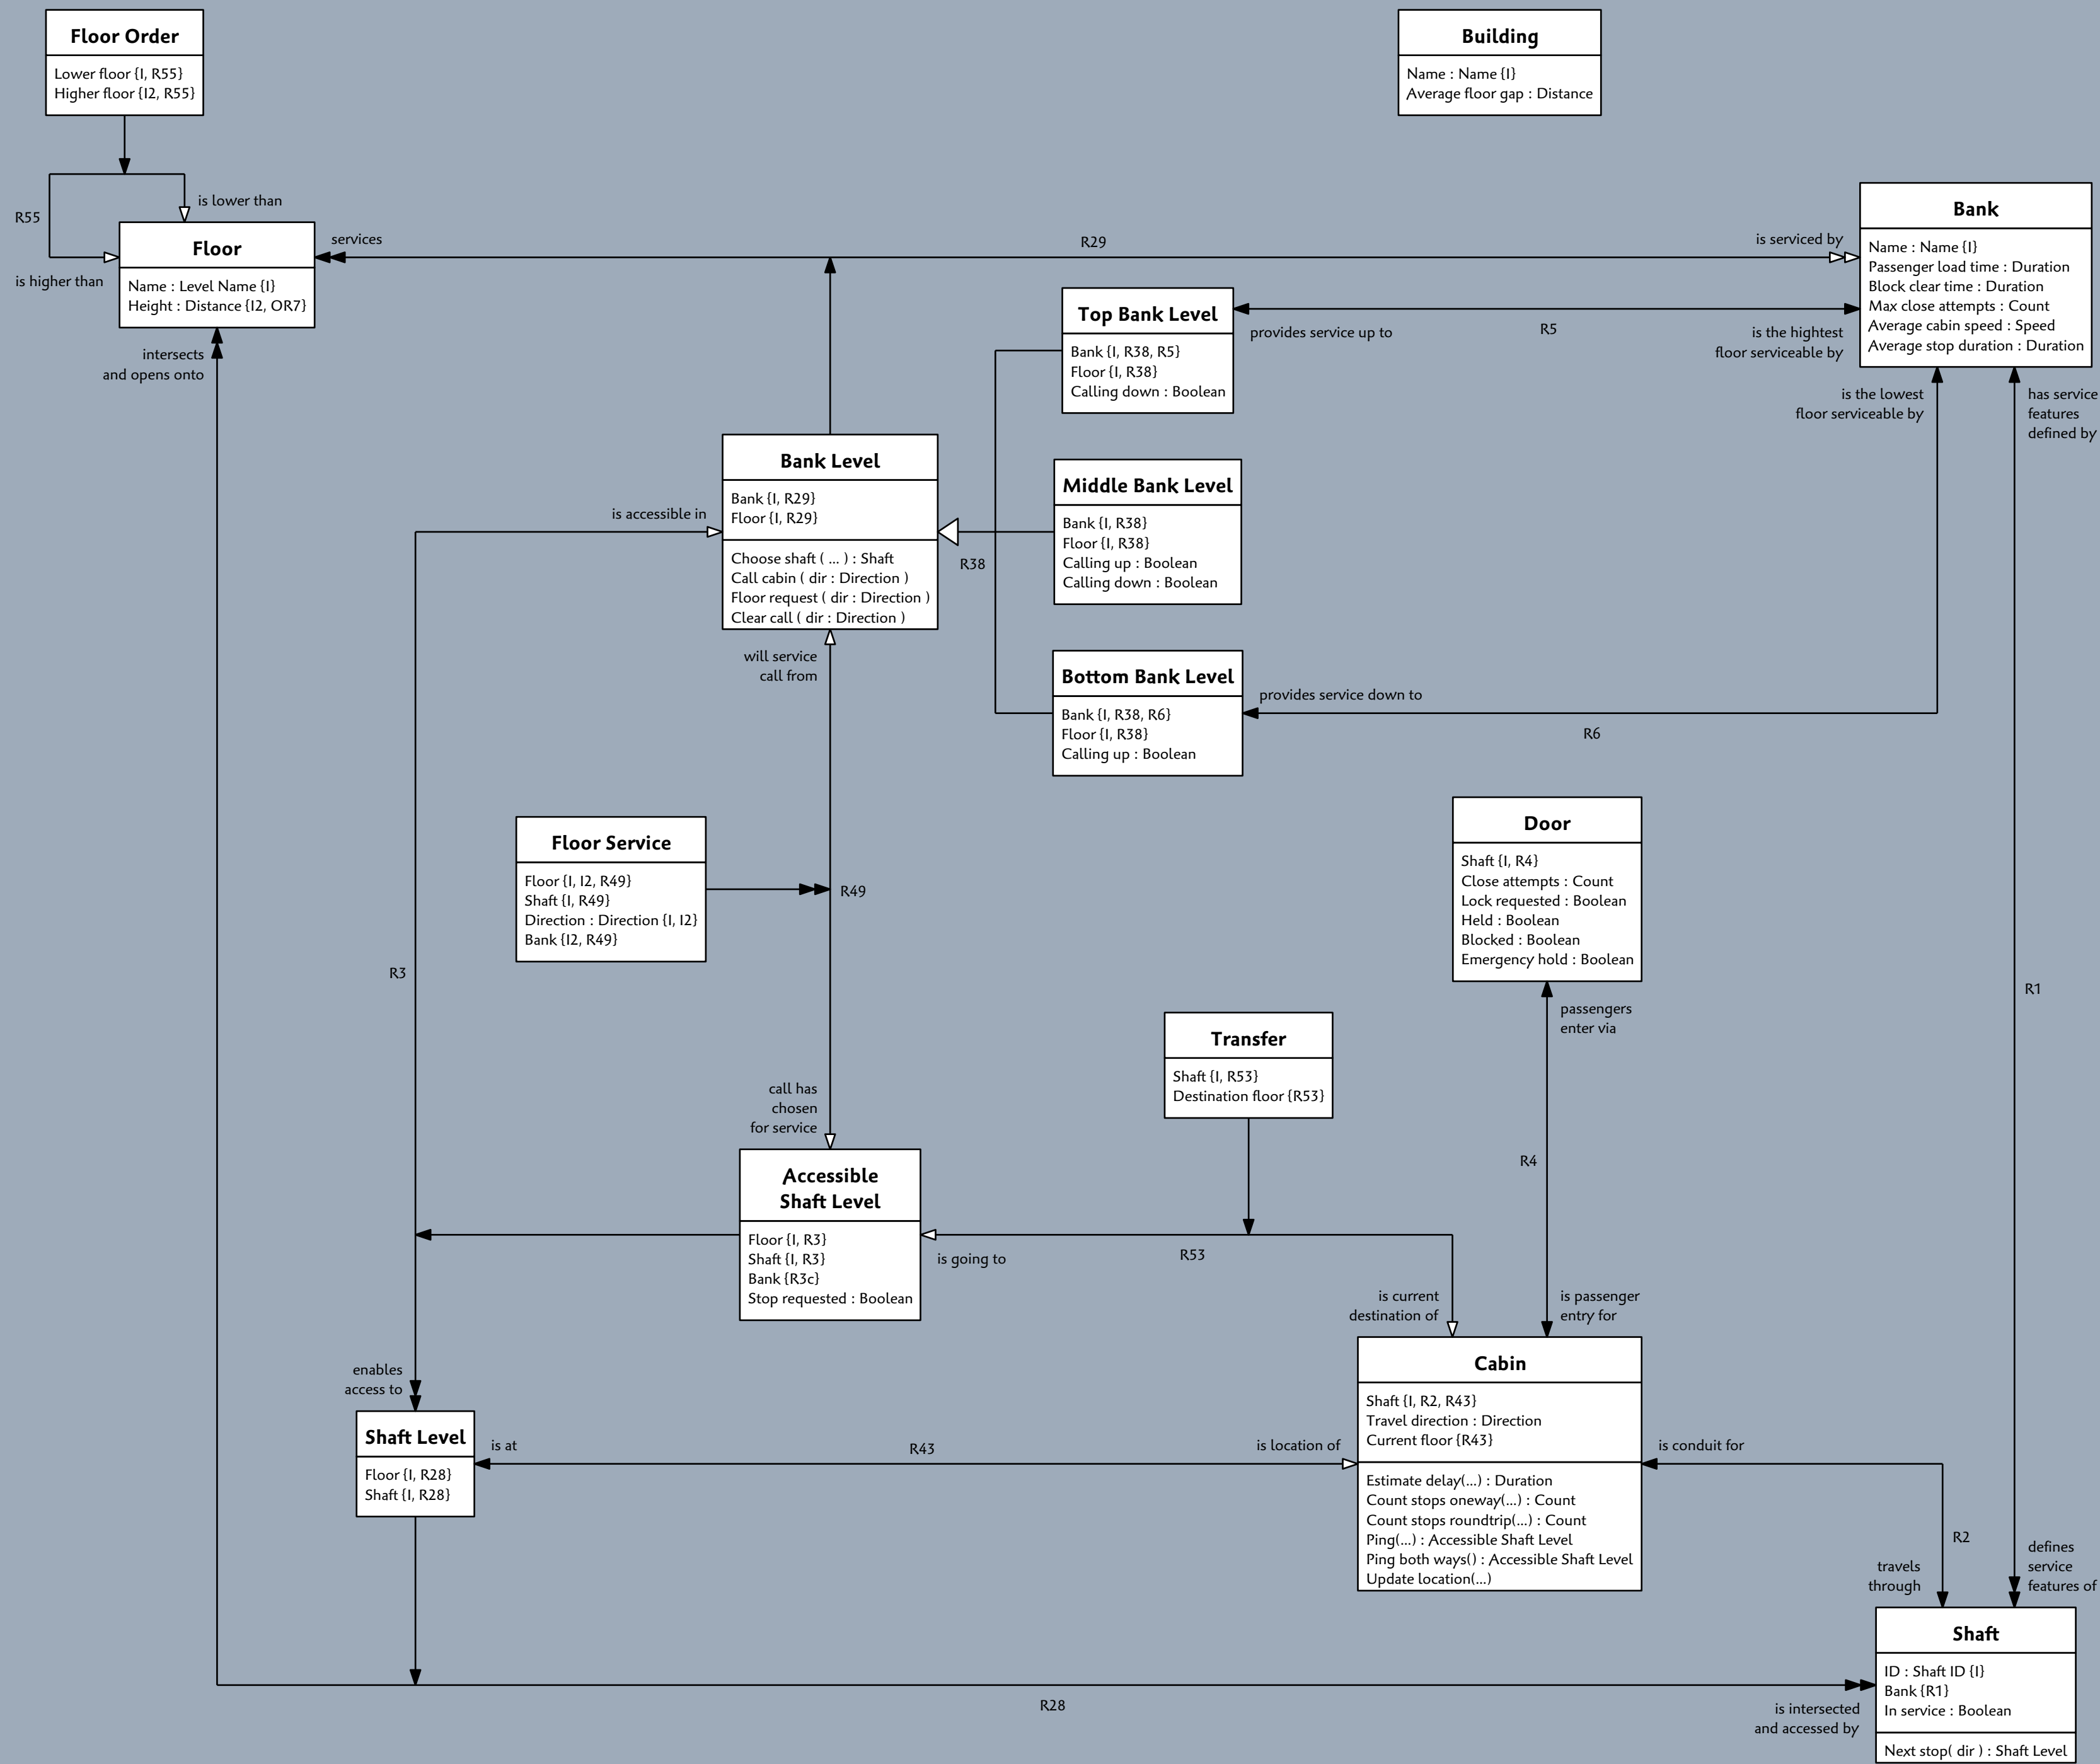 Floor Order
Lower floor {I, R55}
Higher floor {I2, R55}
Building
Name : Name {I}
Average floor gap : Distance
R55
is lower than
is higher than
Floor
Name : Level Name {I}
Height : Distance {I2, OR7}
services
R29
is serviced by
Bank
Name : Name {I}
Passenger load time : Duration
Block clear time : Duration
Max close attempts : Count
Average cabin speed : Speed
Average stop duration : Duration
intersects
and opens onto
Top Bank Level
Bank {I, R38, R5}
Floor {I, R38}
Calling down : Boolean
provides service up to
R5
is the highest
floor serviceable by
is the lowest
floor serviceable by
has service
features
defined by
Bank Level
Bank {I, R29}
Floor {I, R29}
Choose shaft ( ... ) : Shaft
Call cabin ( dir : Direction )
Floor request ( dir : Direction )
Clear call ( dir : Direction )
is accessible in
R38
Middle Bank Level
Bank {I, R38}
Floor {I, R38}
Calling up : Boolean
Calling down : Boolean
will service
call from
Bottom Bank Level
Bank {I, R38, R6}
Floor {I, R38}
Calling up : Boolean
provides service down to
R6
Floor Service
Floor {I, I2, R49}
Shaft {I, R49}
Direction : Direction {I, I2}
Bank {I2, R49}
R49
Door
Shaft {I, R4}
Close attempts : Count
Lock requested : Boolean
Held : Boolean
Blocked : Boolean
Emergency hold : Boolean
R3
R1
passengers
enter via
Transfer
Shaft {I, R53}
Destination floor {R53}
call has
chosen
for service
R4
Accessible
Shaft Level
Floor {I, R3}
Shaft {I, R3}
Bank {R3c}
Stop requested : Boolean
is going to
R53
is current
destination of
is passenger
entry for
enables
access to
Cabin
Shaft {I, R2, R43}
Travel direction : Direction
Current floor {R43}
Estimate delay(...) : Duration
Count stops oneway(...) : Count
Count stops roundtrip(...) : Count
Ping(...) : Accessible Shaft Level
Ping both ways() : Accessible Shaft Level
Update location(...)
Shaft Level
Floor {I, R28}
Shaft {I, R28}
is at
R43
is location of
is conduit for
R2
travels
through
defines
service
features of
Shaft
ID : Shaft ID {I}
Bank {R1}
In service : Boolean
Next stop( dir ) : Shaft Level
R28
is intersected
and accessed by